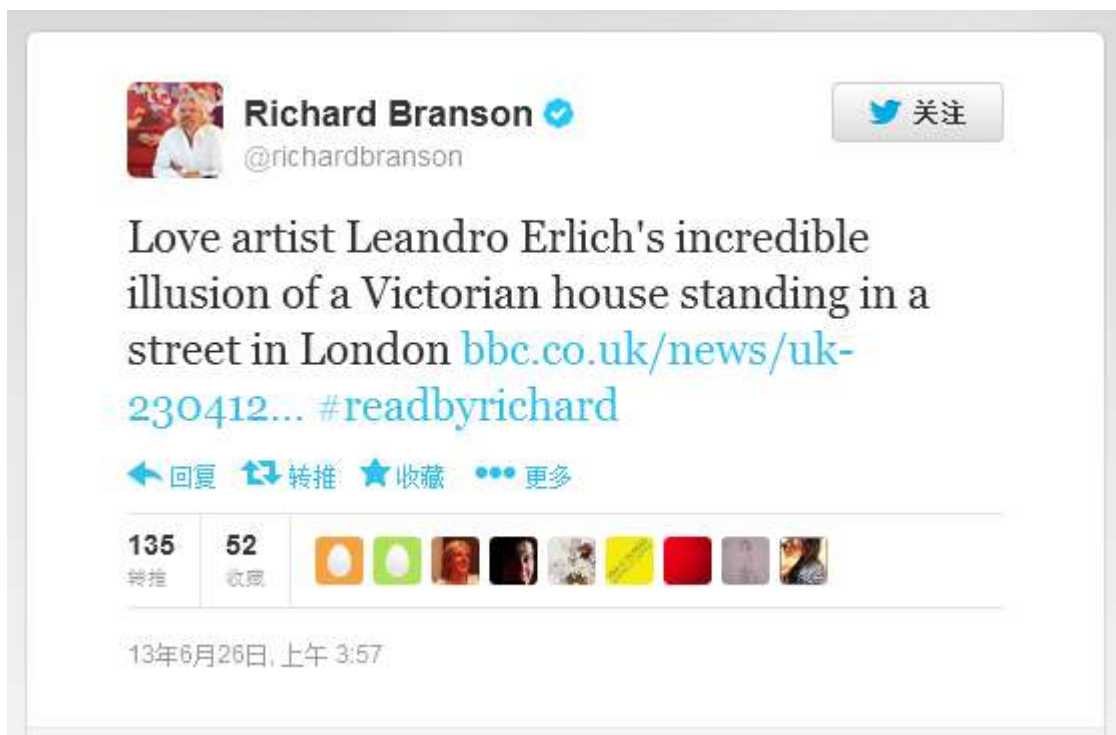 Richard Branson
关注
@richardbranson
Love artist Leandro Erlich's incredible
illusion of a Victorian house standing in a
street in London bbc.co.uk/news/uk-
230412... #readbyrichard
回复 转推 收藏 更多
135 52
转推 收藏
13年6月26日, 上午 3:57